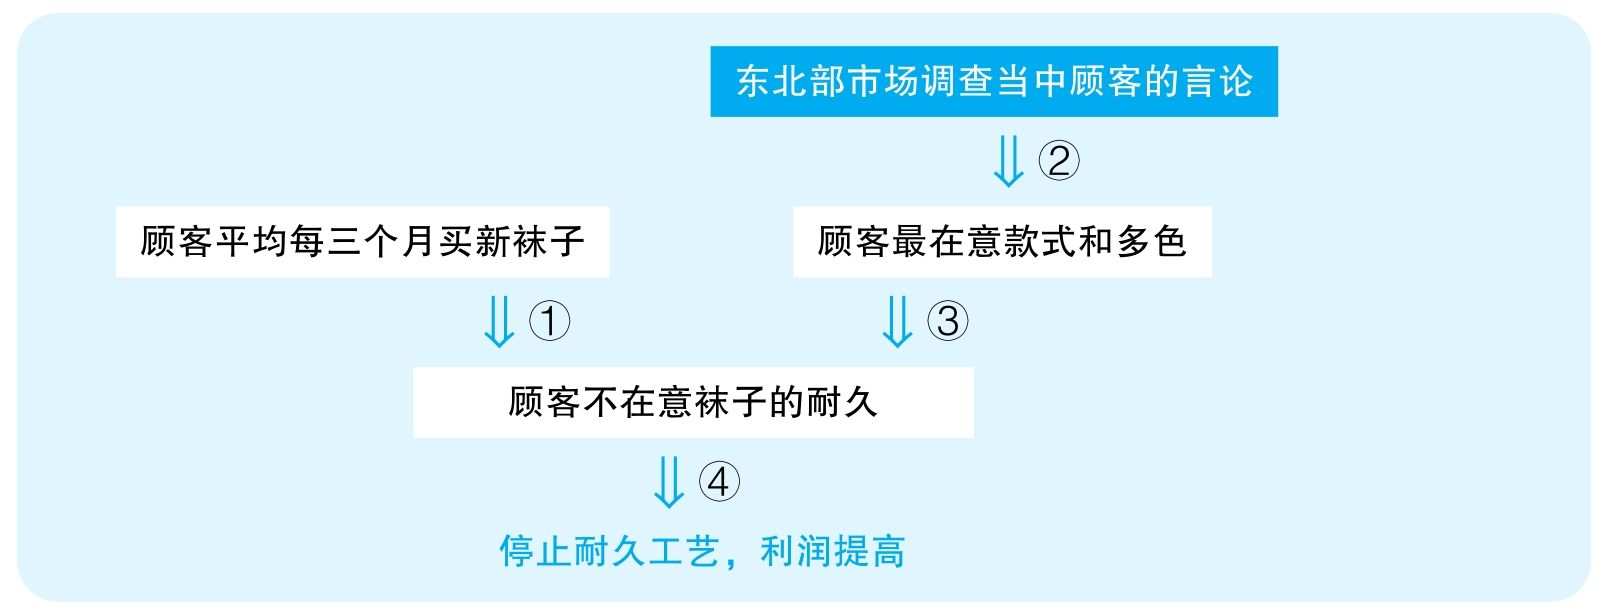 东北部市场调查当中顾客的言论
⇓ ②
顾客平均每三个月买新袜子
顾客最在意款式和多色
⇓ ①
⇓ ③
顾客不在意袜子的耐久
⇓ ④
停止耐久工艺，利润提高